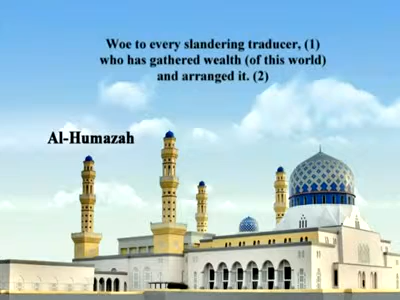 Woe to every slandering traducer, (1)
who has gathered wealth (of this world)
and arranged it. (2)
Al-Humazah